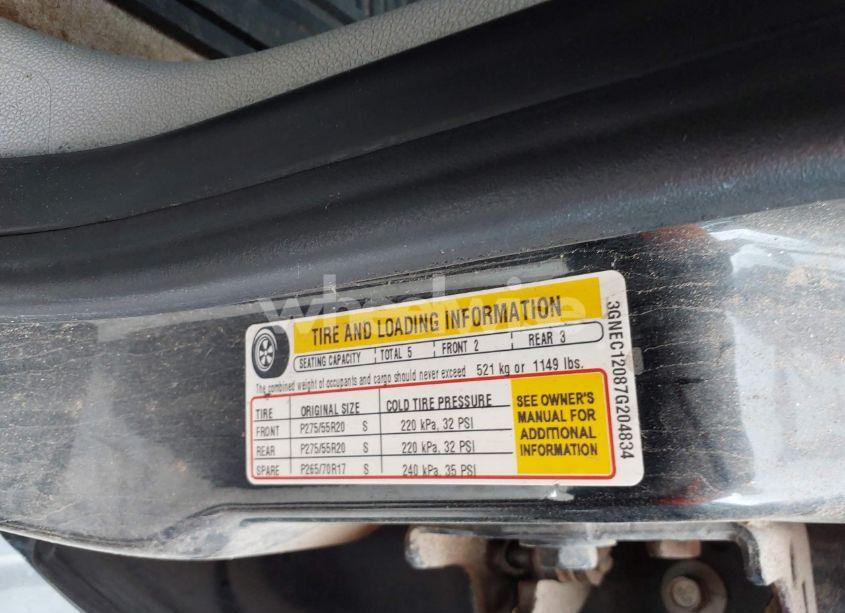 wheelwise
TIRE AND LOADING INFORMATION
SEATING CAPACITY TOTAL 5 FRONT 2 REAR 3
The combined weight of occupants and cargo should never exceed 521 kg or 1149 lbs.
TIRE ORIGINAL SIZE COLD TIRE PRESSURE
FRONT P275/55R20 S 220 kPa, 32 PSI
REAR P275/55R20 S 220 kPa, 32 PSI
SPARE P265/70R17 S 240 kPa, 35 PSI
SEE OWNER'S
MANUAL FOR
ADDITIONAL
INFORMATION
3GNEC12087G204834